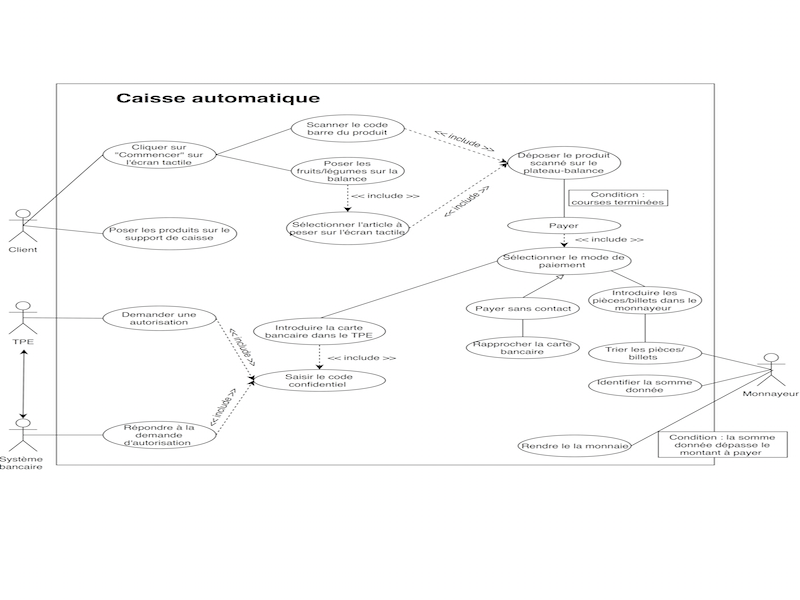 Caisse automatique
Scanner le code
barre du produit
<< include >>
Cliquer sur
"Commencer" sur
l'écran tactile
Déposer le produit
scanné sur le
plateau-balance
Poser les
fruits/légumes sur la
balance
<< include >>
Condition :
courses terminées
<< include >>
Client
Poser les produits sur le
support de caisse
Sélectionner l'article à
peser sur l'écran tactile
Payer
<< include >>
Sélectionner le mode de
paiement
TPE
Demander une
autorisation
<< include >>
Introduire la carte
bancaire dans le TPE
Payer sans contact
Introduire les
pièces/billets dans le
monnayeur
<< include >>
Rapprocher la carte
bancaire
Trier les pièces/
billets
Saisir le code
confidentiel
Identifier la somme
donnée
Monnayeur
<< include >>
Système
bancaire
Répondre à la
demande
d'autorisation
Rendre le la monnaie
Condition : la somme
donnée dépasse le
montant à payer